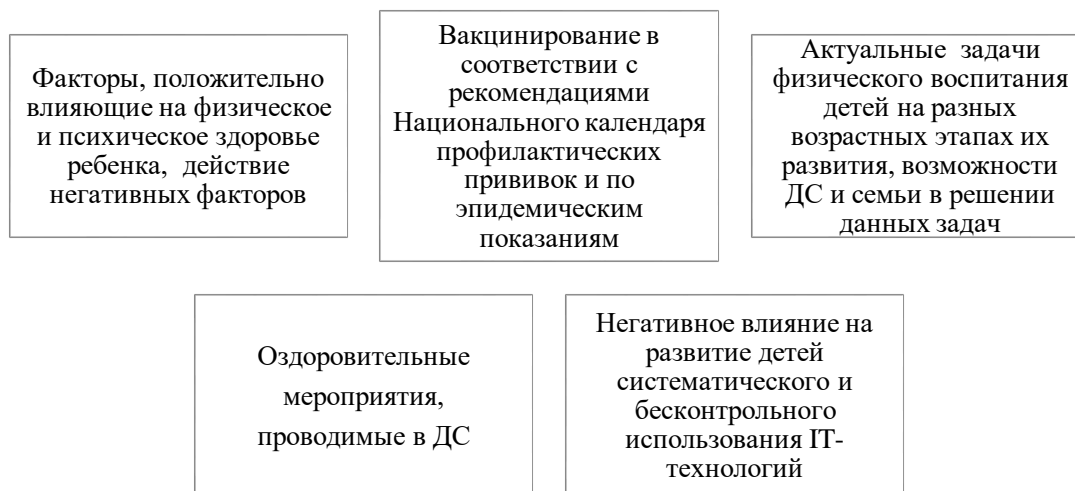 Факторы, положительно
влияющие на физическое
и психическое здоровье
ребенка, действие
негативных факторов
Вакцинирование в
соответствии с
рекомендациями
Национального календаря
профилактических
прививок и по
эпидемическим
показаниям
Актуальные задачи
физического воспитания
детей на разных
возрастных этапах их
развития, возможности
ДС и семьи в решении
данных задач
Оздоровительные
мероприятия,
проводимые в ДС
Негативное влияние на
развитие детей
систематического и
бесконтрольного
использования IT-
технологий